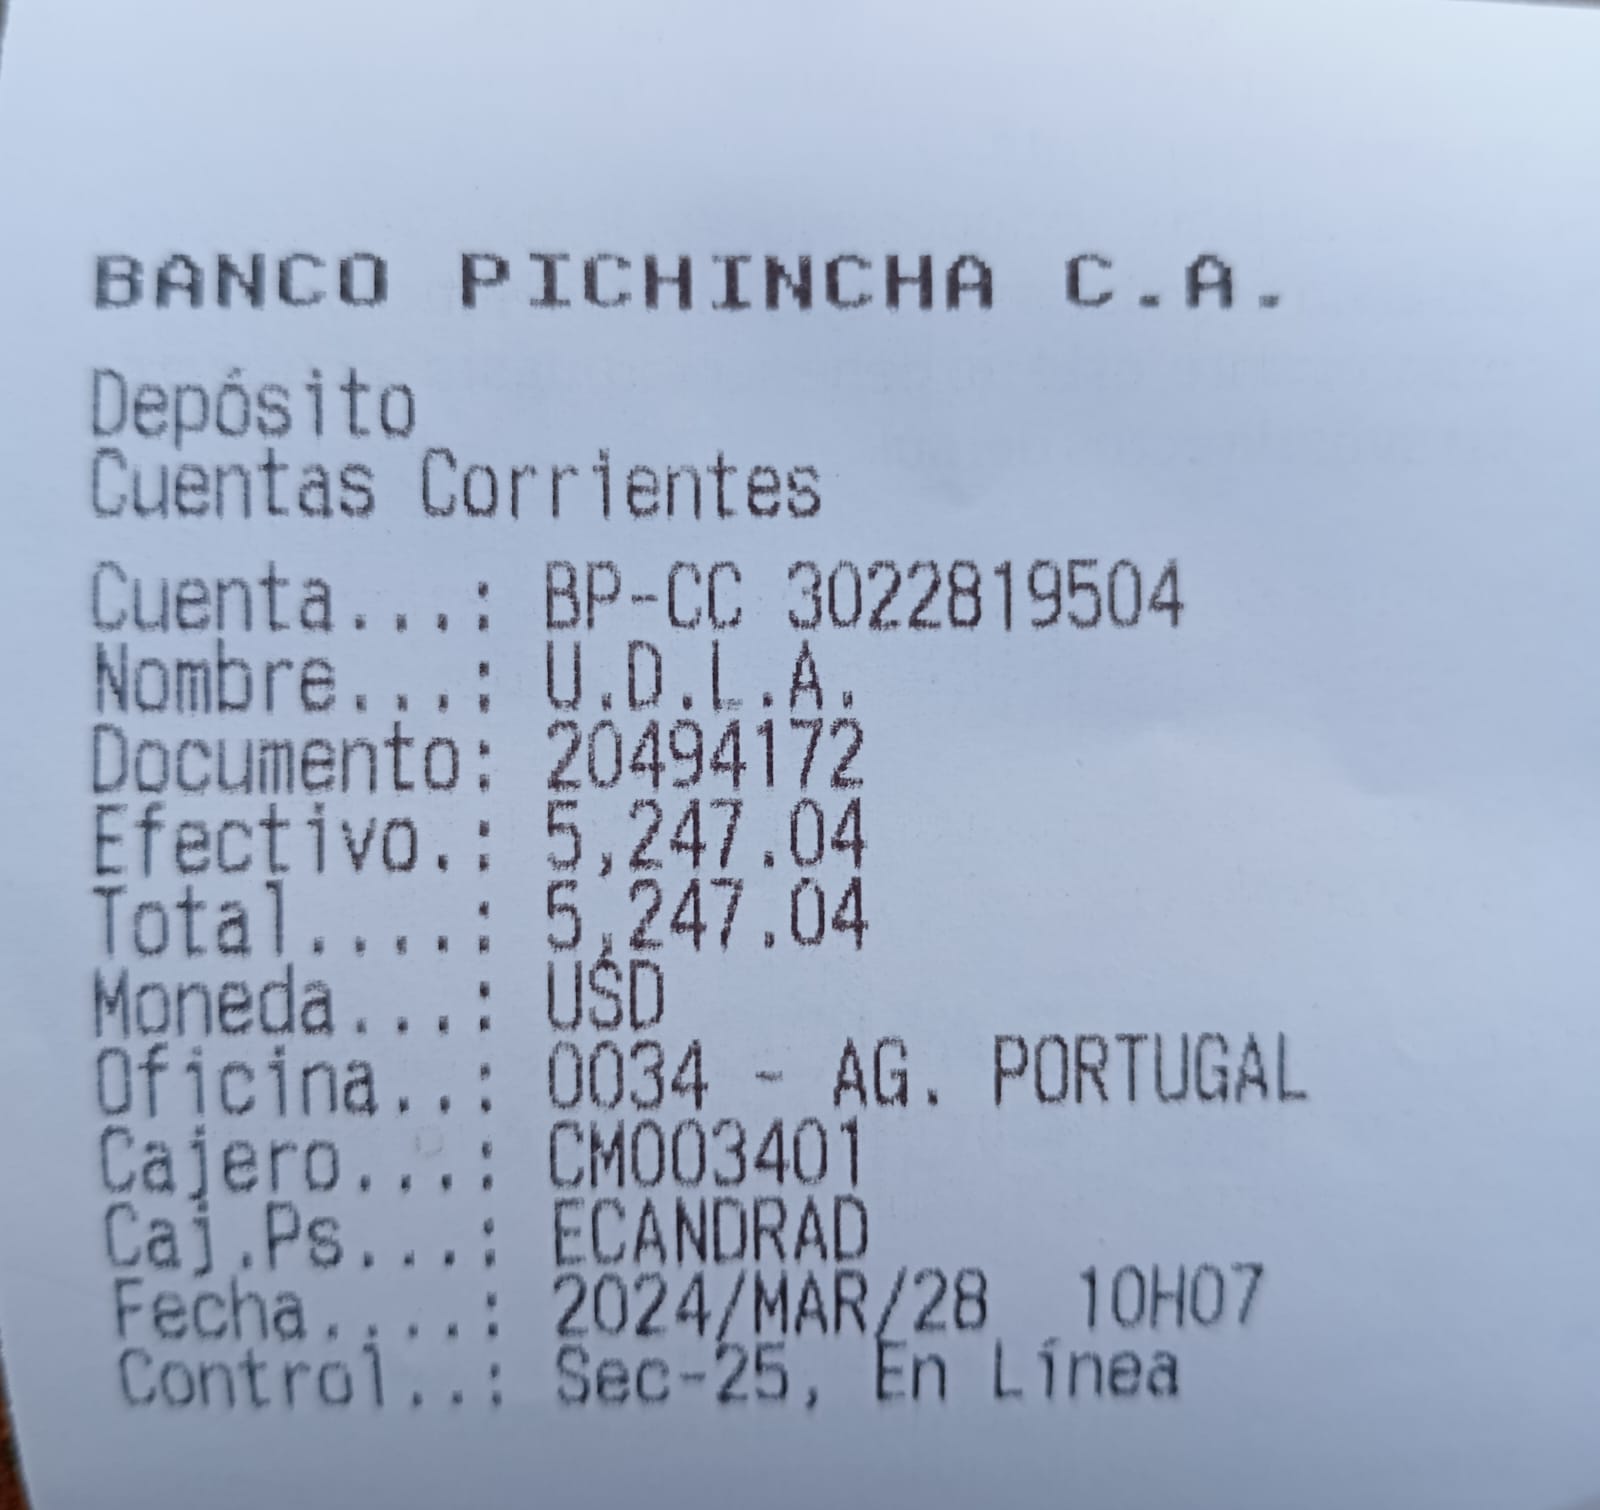 BANCO PICHINCHA C.A.
Depósito
Cuentas Corrientes
Cuenta...: BP-CC 3022819504
Nombre...: U.D.L.A.
Documento: 20494172
Efectivo.: 5,247.04
Total....: 5,247.04
Moneda...: USD
Oficina..: 0034 - AG. PORTUGAL
Cajero...: CM003401
Caj.Ps...: ECANDRAD
Fecha....: 2024/MAR/28 10H07
Control..: Sec-25, En Línea